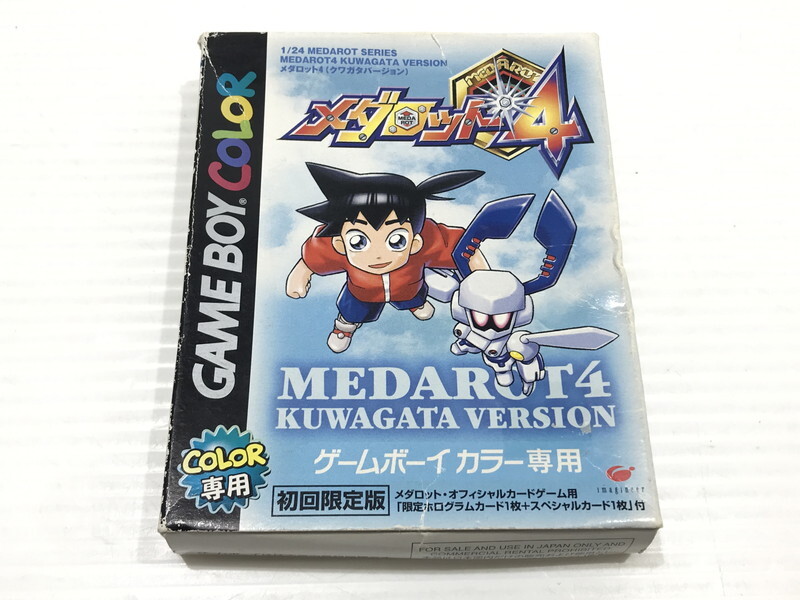 1/24 MEDAROT SERIES
MEDAROT4 KUWAGATA VERSION
メダロット4(クワガタバージョン)
MEDAROT
メダロット4
MEDA
ROT
GAME BOY® COLOR
MEDAROT4
KUWAGATA VERSION
ゲームボーイ カラー専用
COLOR
専用
初回限定版
メダロット・オフィシャルカードゲーム用
「限定ホログラムカード1枚+スペシャルカード1枚」付
imagineer
FOR SALE AND USE IN JAPAN ONLY AND
COMMERCIAL RENTAL PROHIBITED